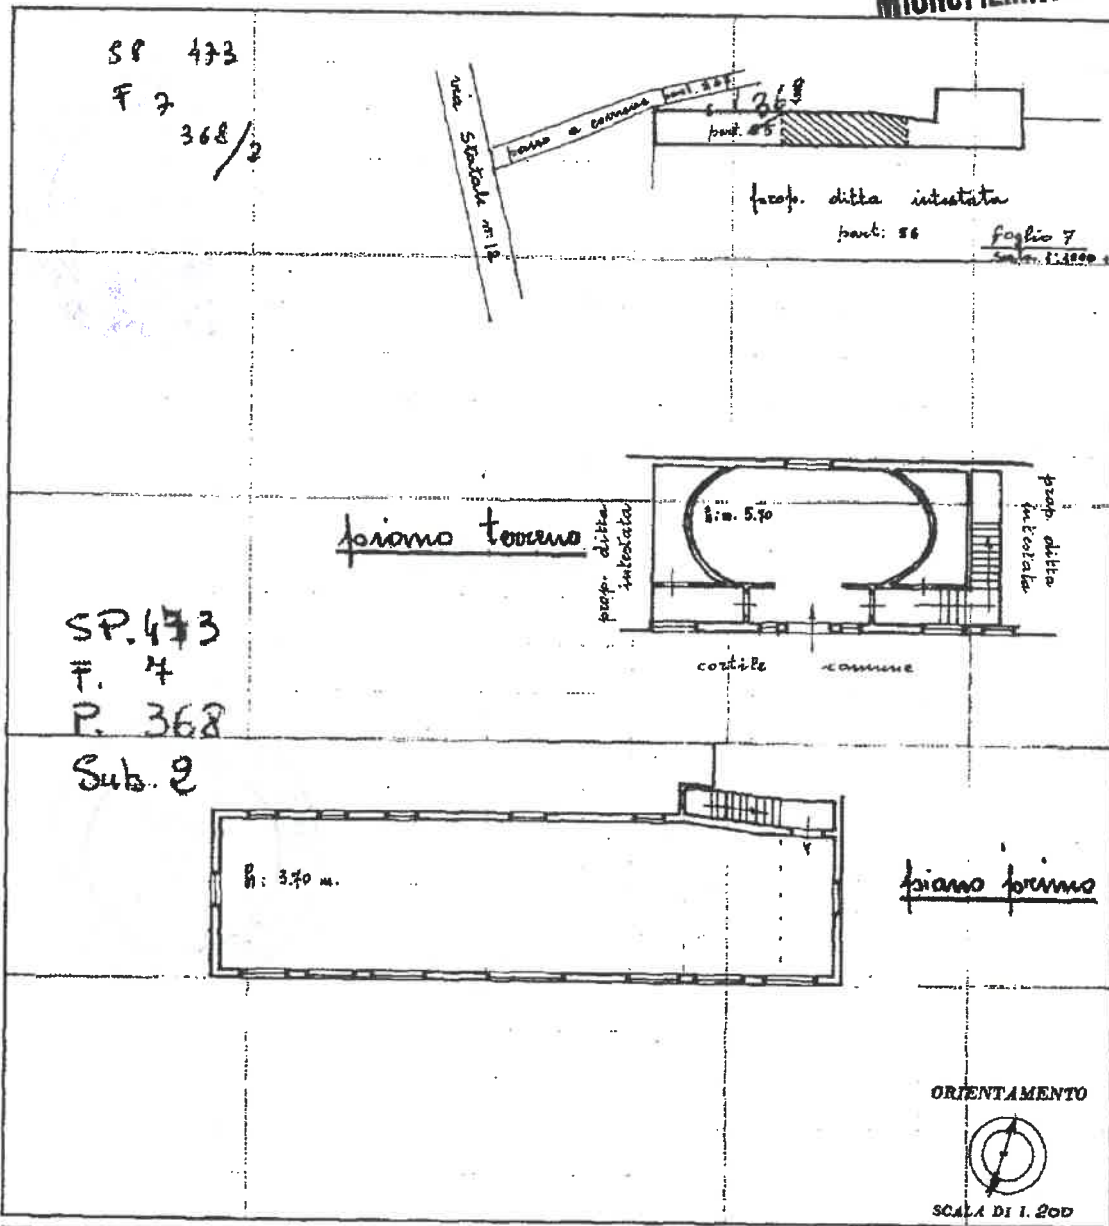 SP 473
F 7
368/2
via Statale n. 12
passo a comune
part.
part.
prop. ditta intestata
part: 86
foglio 7
piano terreno
prop. ditta
intestata
h: m. 5.70
prop. ditta
intestata
cortile comune
SP. 473
F. 7
P. 368
Sub. 2
h: 3.70 m.
piano primo
ORIENTAMENTO
SCALA DI 1. 200